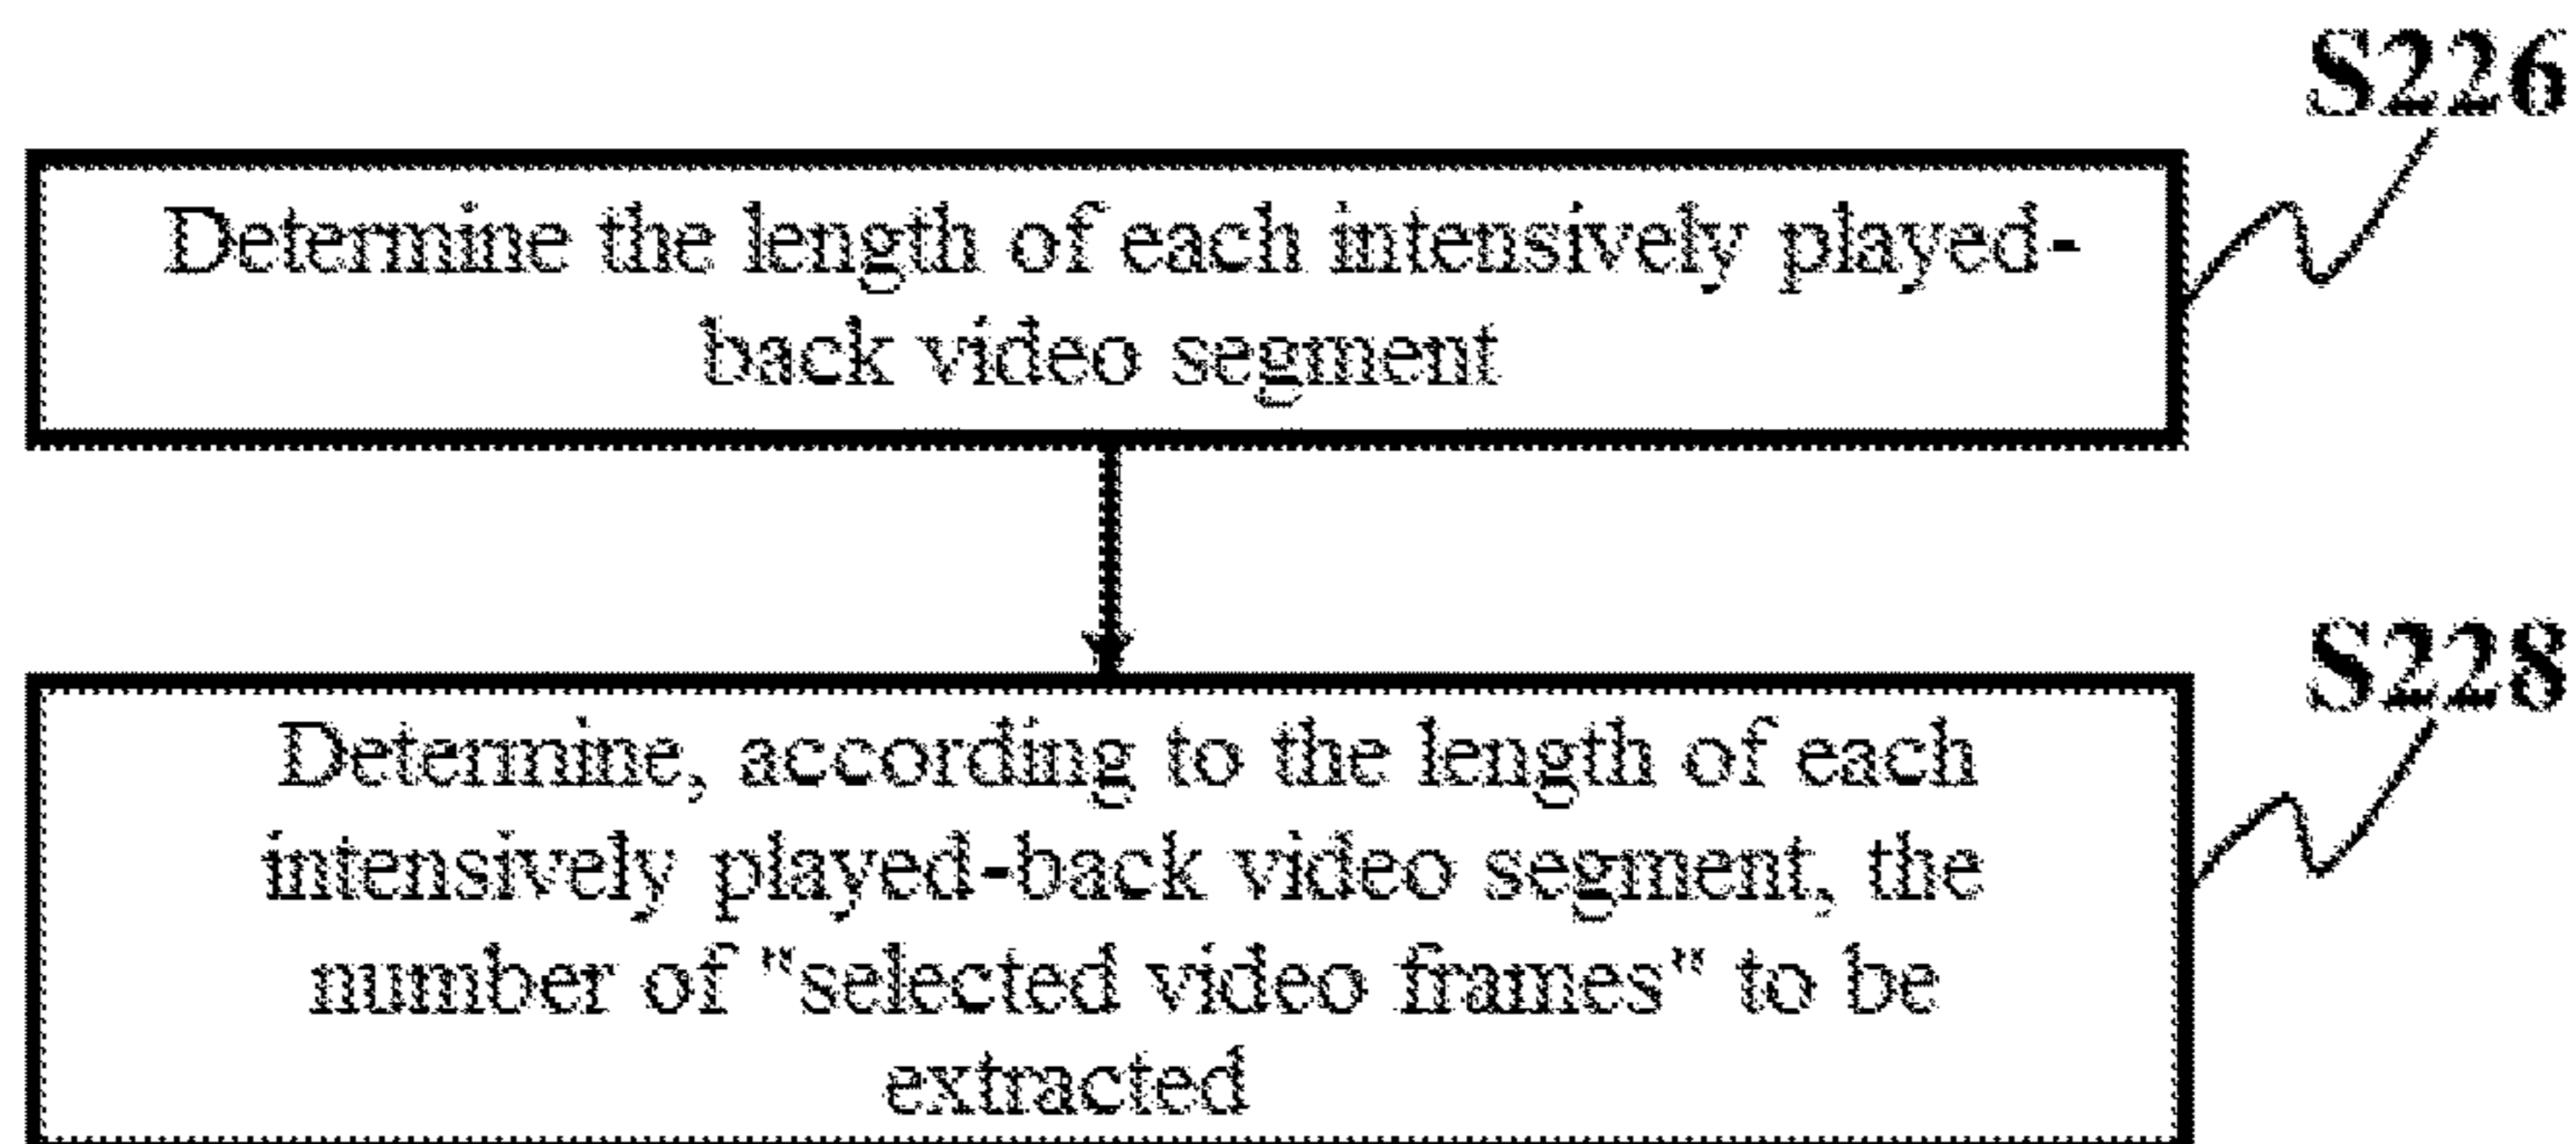 S226
Determine the length of each intensively played-
back video segment
S228
Determine, according to the length of each
intensively played-back video segment, the
number of "selected video frames" to be
extracted